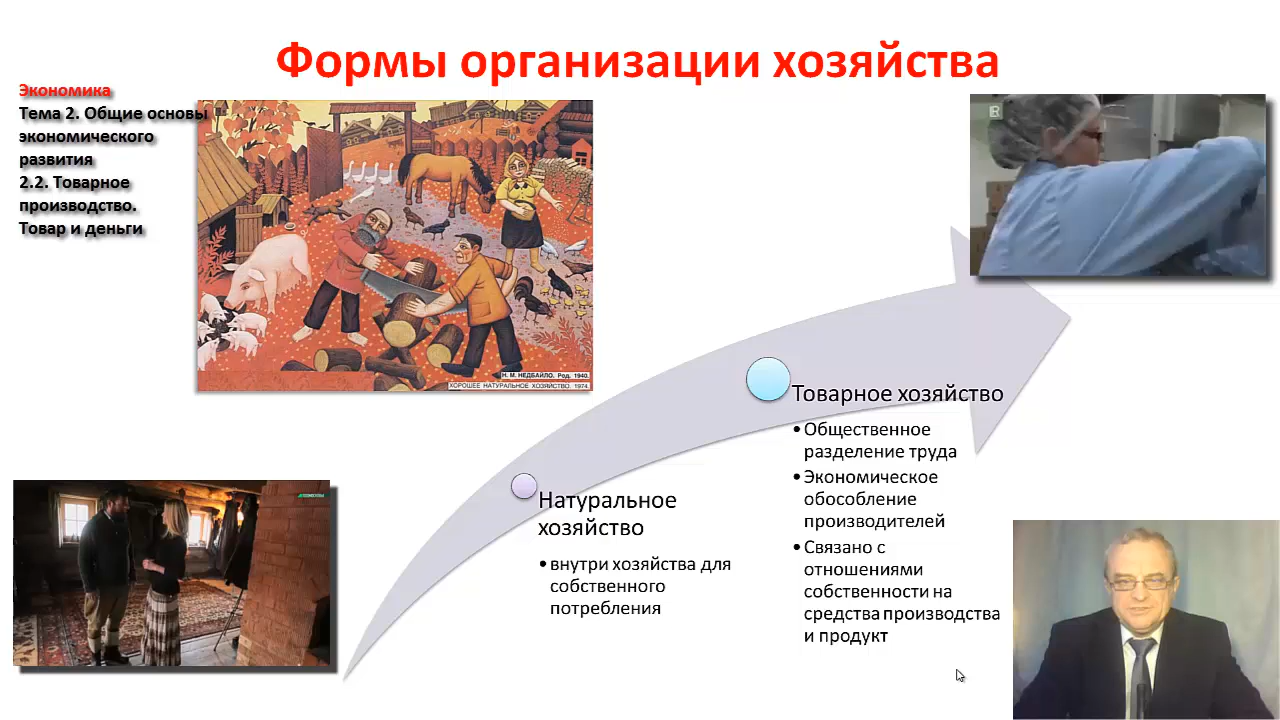 Формы организации хозяйства
Экономика
Тема 2. Общие основы
экономического
развития
2.2. Товарное
производство.
Товар и деньги
Н. М. НЕДБАЙЛО. Род. 1940.
ХОРОШЕЕ НАТУРАЛЬНОЕ ХОЗЯЙСТВО. 1974.
Натуральное
хозяйство
• внутри хозяйства для
собственного
потребления
Товарное хозяйство
• Общественное
разделение труда
• Экономическое
обособление
производителей
• Связано с
отношениями
собственности на
средства производства
и продукт